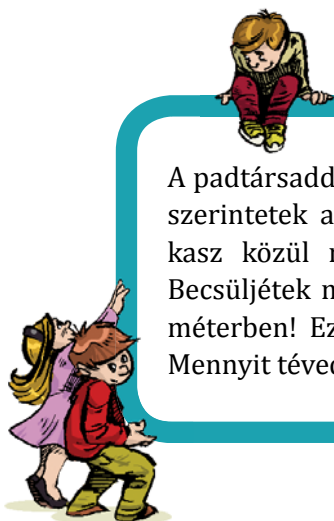 A padtársadd
szerintetek a
kasz közül
Becsüljétek
méterben! Ez
Mennyit téved